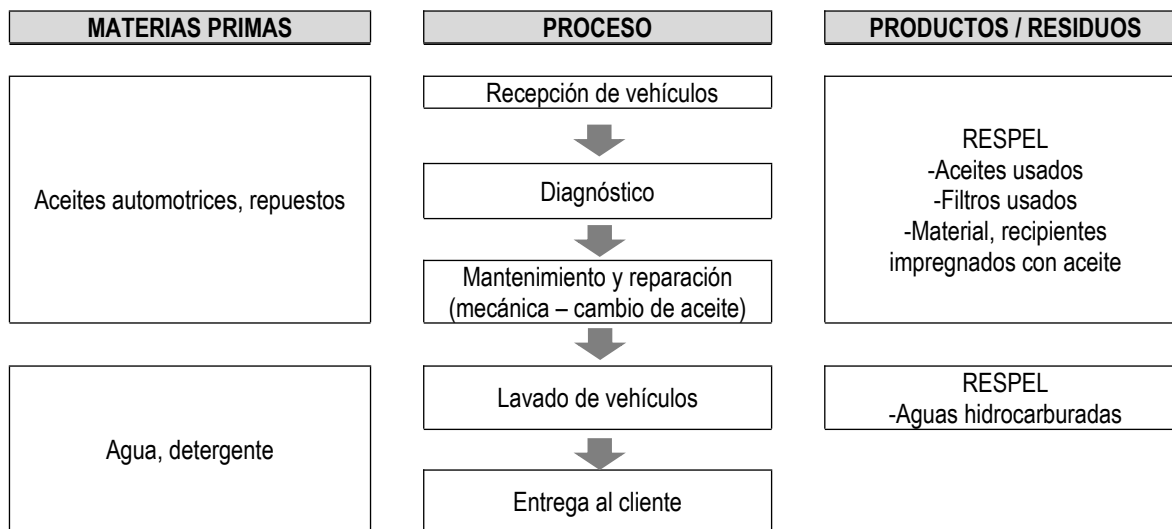 MATERIAS PRIMAS
PROCESO
PRODUCTOS / RESIDUOS
Aceites automotrices, repuestos
Recepción de vehículos
Diagnóstico
Mantenimiento y reparación
(mecánica – cambio de aceite)
RESPEL
-Aceites usados
-Filtros usados
-Material, recipientes
impregnados con aceite
Agua, detergente
Lavado de vehículos
Entrega al cliente
RESPEL
-Aguas hidrocarburadas